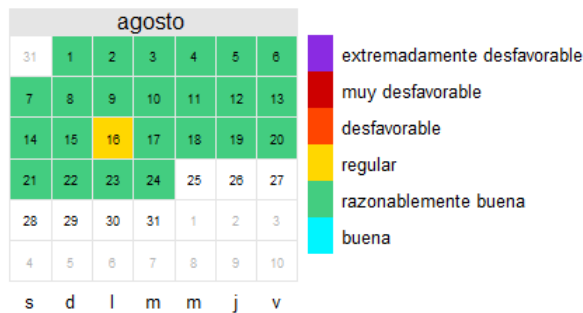 agosto
31 1 2 3 4 5 6
7 8 9 10 11 12 13
14 15 16 17 18 19 20
21 22 23 24 25 26 27
28 29 30 31 1 2 3
4 5 6 7 8 9 10
s d l m m j v
extremadamente desfavorable
muy desfavorable
desfavorable
regular
razonablemente buena
buena